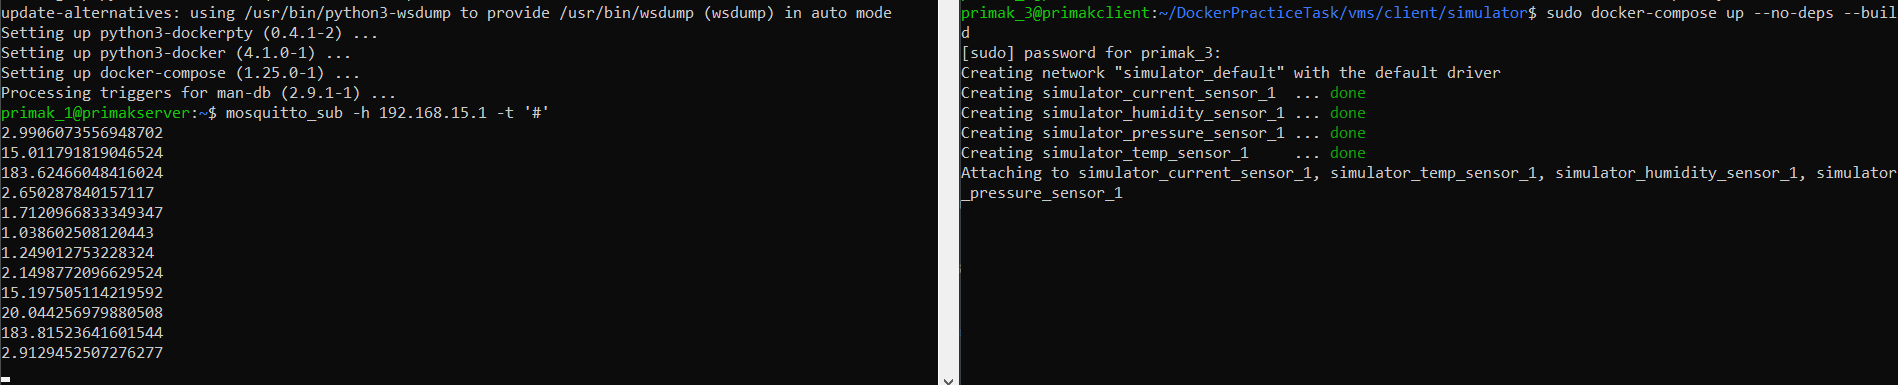 update-alternatives: using /usr/bin/python3-wsdump to provide /usr/bin/wsdump (wsdump) in auto mode
Setting up python3-dockerpty (0.4.1-2) ...
Setting up python3-docker (4.1.0-1) ...
Setting up docker-compose (1.25.0-1) ...
Processing triggers for man-db (2.9.1-1) ...
primak_1@primakserver:~$ mosquitto_sub -h 192.168.15.1 -t '#'
2.9906073556948702
15.011791819046524
183.62466048416024
2.650287840157117
1.7120966833349347
1.038602508120443
1.249012753228324
2.1498772096629524
15.197505114219592
20.044256979880508
183.81523641601544
2.9129452507276277
primak_3@primakclient:~/DockerPracticeTask/vms/client/simulator$ sudo docker-compose up --no-deps --buil
d
[sudo] password for primak_3:
Creating network "simulator_default" with the default driver
Creating simulator_current_sensor_1  ... done
Creating simulator_humidity_sensor_1 ... done
Creating simulator_pressure_sensor_1 ... done
Creating simulator_temp_sensor_1     ... done
Attaching to simulator_current_sensor_1, simulator_temp_sensor_1, simulator_humidity_sensor_1, simulator
_pressure_sensor_1